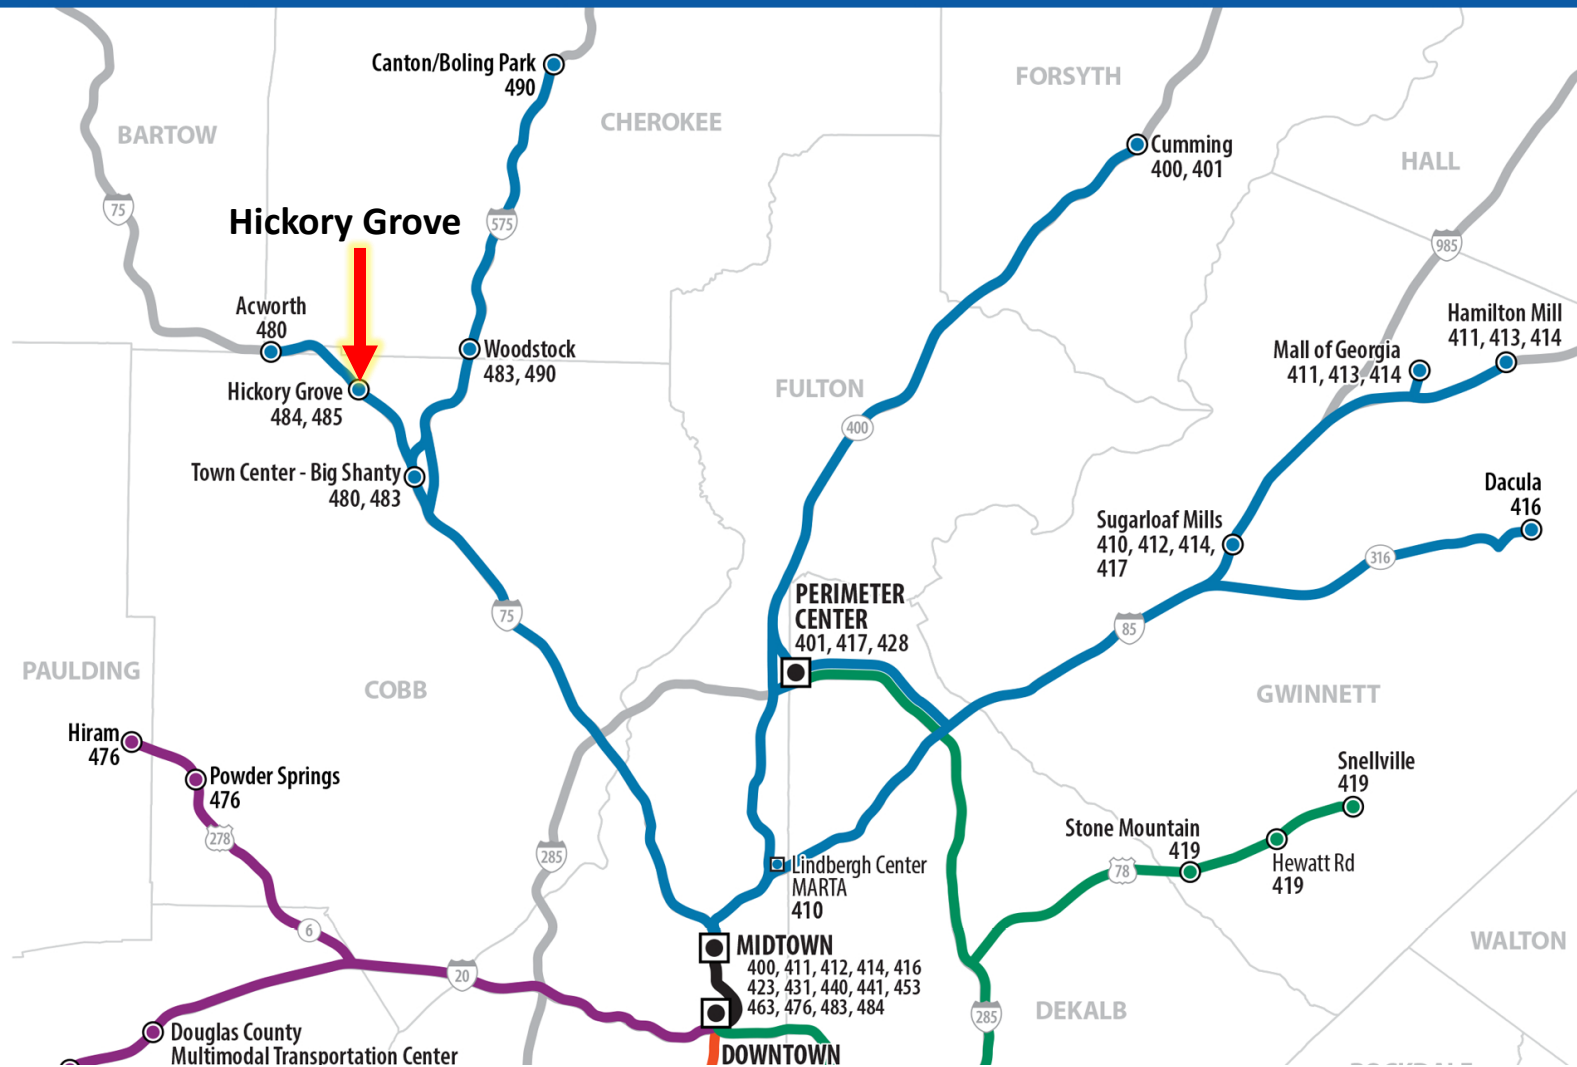 Canton/Boling Park
490
BARTOW
CHEROKEE
FORSYTH
Cumming
400, 401
HALL
75
575
985
Hickory Grove
Acworth
480
Woodstock
483, 490
Hickory Grove
484, 485
Town Center - Big Shanty
480, 483
FULTON
400
Hamilton Mill
411, 413, 414
Mall of Georgia
411, 413, 414
Dacula
416
Sugarloaf Mills
410, 412, 414,
417
316
85
75
PERIMETER
CENTER
401, 417, 428
PAULDING
COBB
GWINNETT
Hiram
476
Powder Springs
476
278
285
Snellville
419
Stone Mountain
419
Hewatt Rd
419
78
Lindbergh Center
MARTA
410
6
20
MIDTOWN
400, 411, 412, 414, 416
423, 431, 440, 441, 453
463, 476, 483, 484
WALTON
DEKALB
285
Douglas County
Multimodal Transportation Center
DOWNTOWN